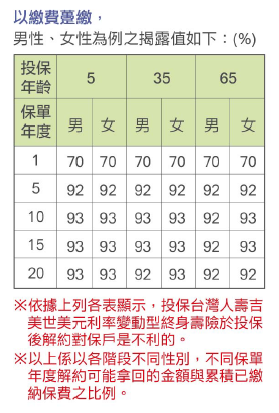 以繳費躉繳，
男性、女性為例之揭露值如下：(%)
投保年齡 5 35 65
保單年度 男 女 男 女 男 女
1 70 70 70 70 70 70
5 92 92 92 92 92 92
10 93 93 93 93 92 93
15 93 93 93 93 92 92
20 93 93 93 93 92 92
※依據上列各表顯示，投保台灣人壽吉
美世美元利率變動型終身壽險於投保
後解約對保戶是不利的。
※以上係以各階段不同性別，不同保單
年度解約可能拿回的金額與累積已繳
納保費之比例。